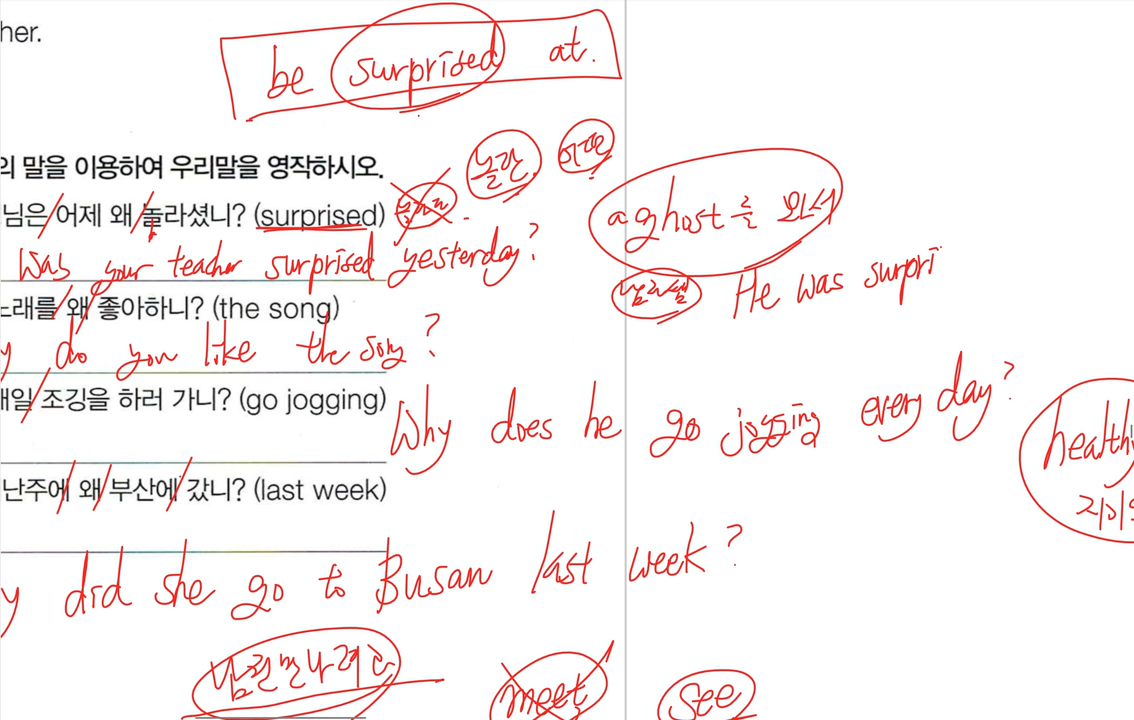 her.
be surprised at.
의 말을 이용하여 우리말을 영작하시오.
놀란
님은 어제 왜 놀라셨니? (surprised)
a ghost를 보서
Was your teacher surprised yesterday?
He was surpri
노래를 왜 좋아하니? (the song)
y do you like the song?
매일 조깅을 하러 가니? (go jogging)
Why does he go jogging every day?
health
난주에 왜 부산에 갔니? (last week)
y did she go to Busan last week?
meet
see